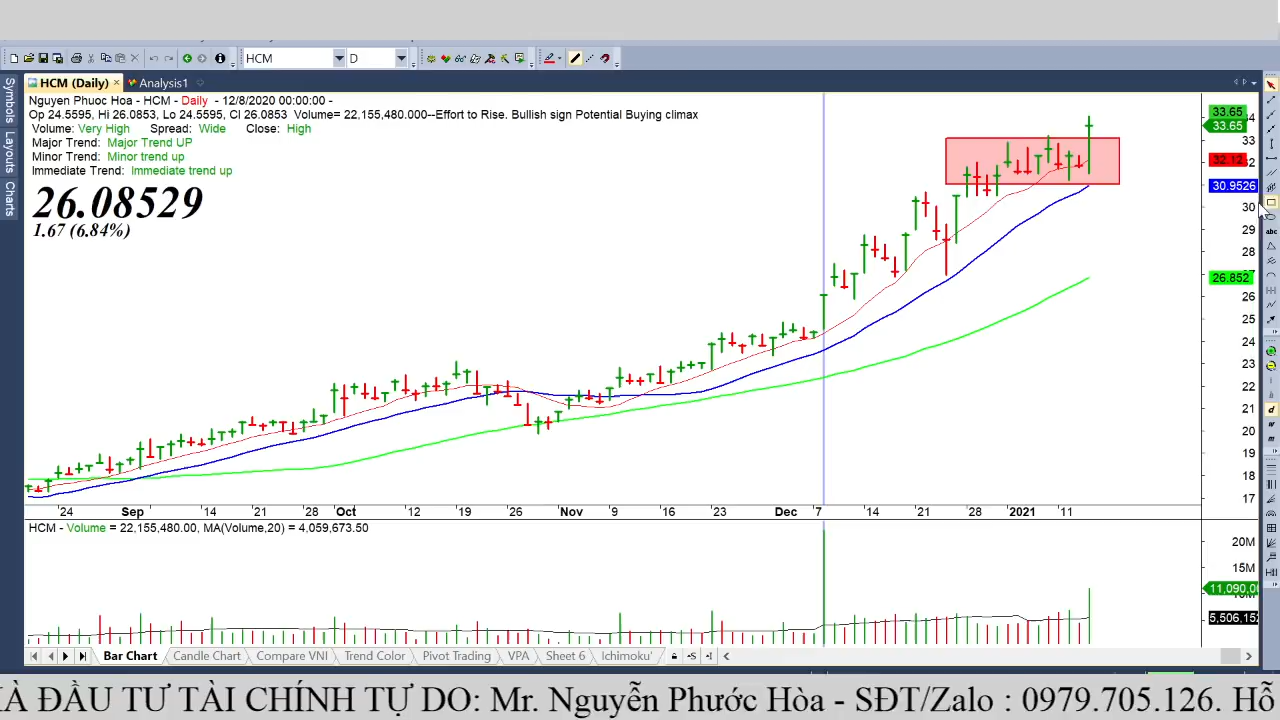 HCM D
HCM (Daily) Analysis1
Symbols
Layouts
Charts
Nguyen Phuoc Hoa - HCM - Daily - 12/8/2020 00:00:00 -
Op 24.5595, Hi 26.0853, Lo 24.5595, Cl 26.0853 Volume= 22,155,480.000--Effort to Rise. Bullish sign Potential Buying climax
Volume: Very High Spread: Wide Close: High
Major Trend: Major Trend UP
Minor Trend: Minor trend up
Immediate Trend: Immediate trend up
26.08529
1.67 (6.84%)
33.65
33.65
33
32.12
30.9526
30
29
28
26.852
26
25
24
23
22
21
20
19
18
17
24 Sep 14 21 28 Oct 12 19 26 Nov 9 16 23 Dec 7 14 21 28 2021 11
HCM - Volume = 22,155,480.00, MA(Volume,20) = 4,059,673.50
20M
15M
11,090,00
5,506,152
Bar Chart Candle Chart Compare VNI Trend Color Pivot Trading VPA Sheet 6 Ichimoku'
À ĐẦU TƯ TÀI CHÍNH TỰ DO: Mr. Nguyễn Phước Hòa - SĐT/Zalo : 0979.705.126. Hỗ